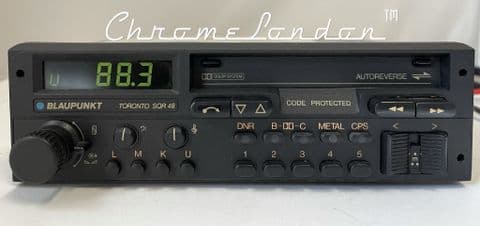 ChromeLondon™
U 88.3
DOLBY SYSTEM
AUTOREVERSE
BLAUPUNKT TORONTO SQR 48
CODE PROTECTED
DNR B-DD-C METAL CPS < >
L M K U
1 2 3 4 5